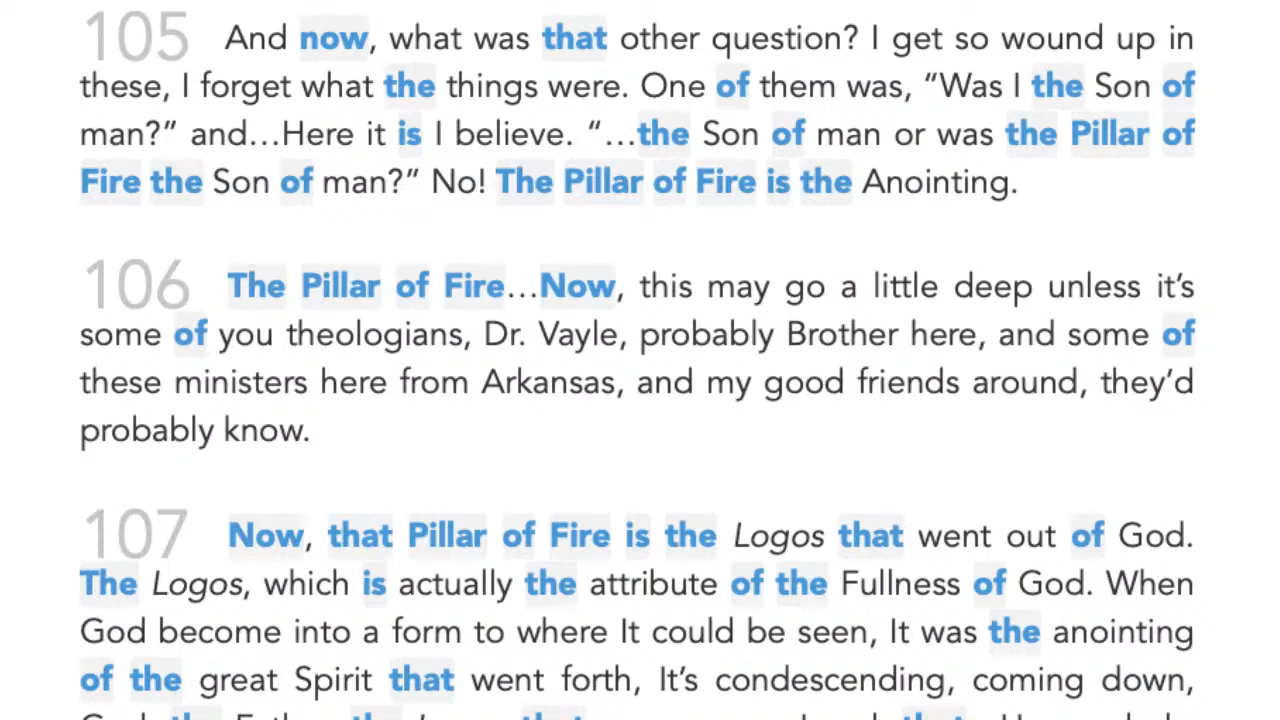 105 And now, what was that other question? I get so wound up in
these, I forget what the things were. One of them was, “Was I the Son of
man?” and…Here it is I believe. “…the Son of man or was the Pillar of
Fire the Son of man?” No! The Pillar of Fire is the Anointing.
106 The Pillar of Fire…Now, this may go a little deep unless it’s
some of you theologians, Dr. Vayle, probably Brother here, and some of
these ministers here from Arkansas, and my good friends around, they’d
probably know.
107 Now, that Pillar of Fire is the Logos that went out of God.
The Logos, which is actually the attribute of the Fullness of God. When
God become into a form to where It could be seen, It was the anointing
of the great Spirit that went forth, It’s condescending, coming down,